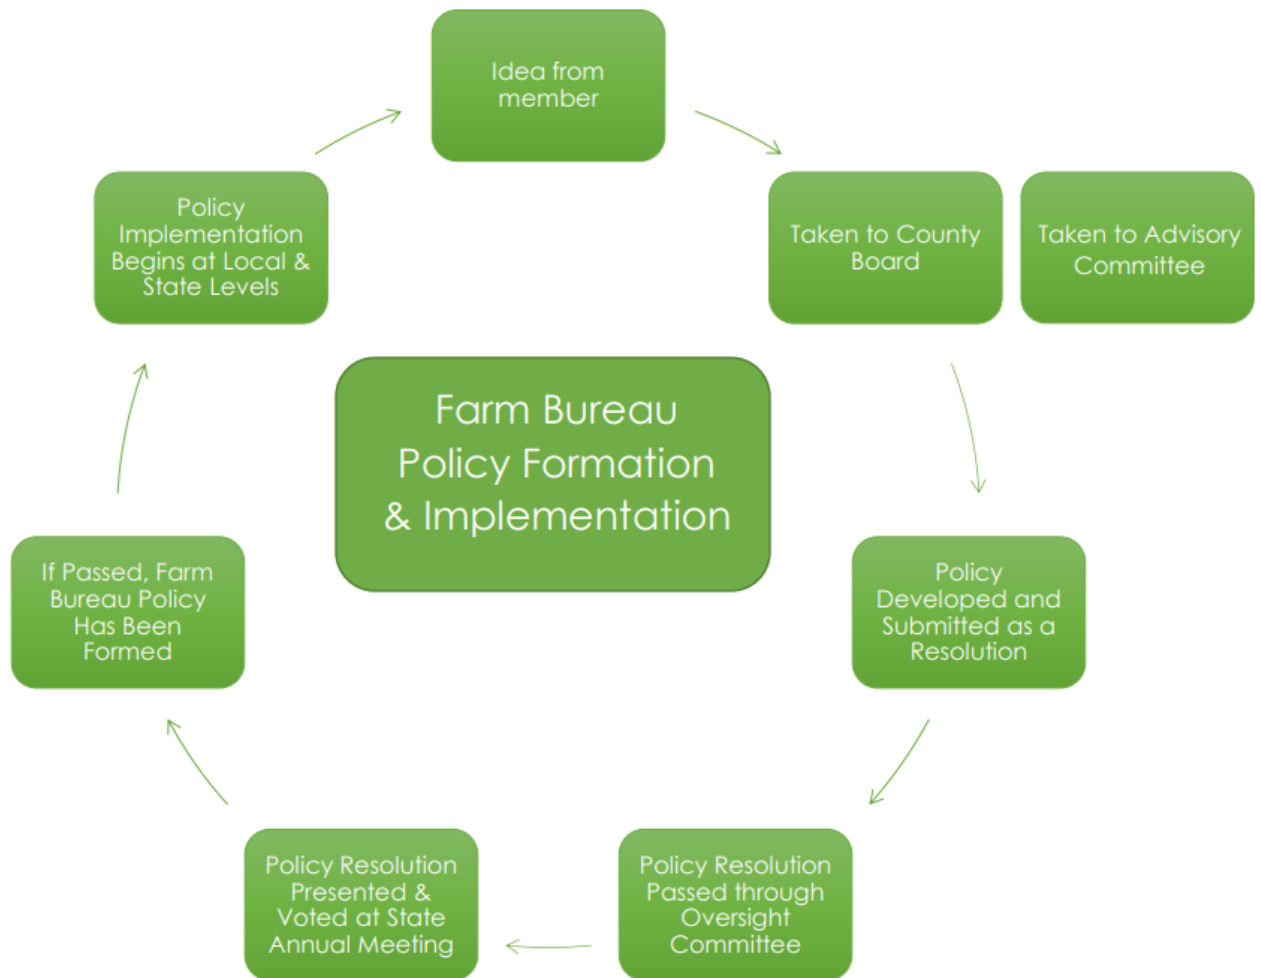 Idea from
member
Taken to County
Board
Taken to Advisory
Committee
Policy
Developed and
Submitted as a
Resolution
Policy Resolution
Passed through
Oversight
Committee
Policy Resolution
Presented &
Voted at State
Annual Meeting
If Passed, Farm
Bureau Policy
Has Been
Formed
Policy
Implementation
Begins at Local &
State Levels
Farm Bureau
Policy Formation
& Implementation